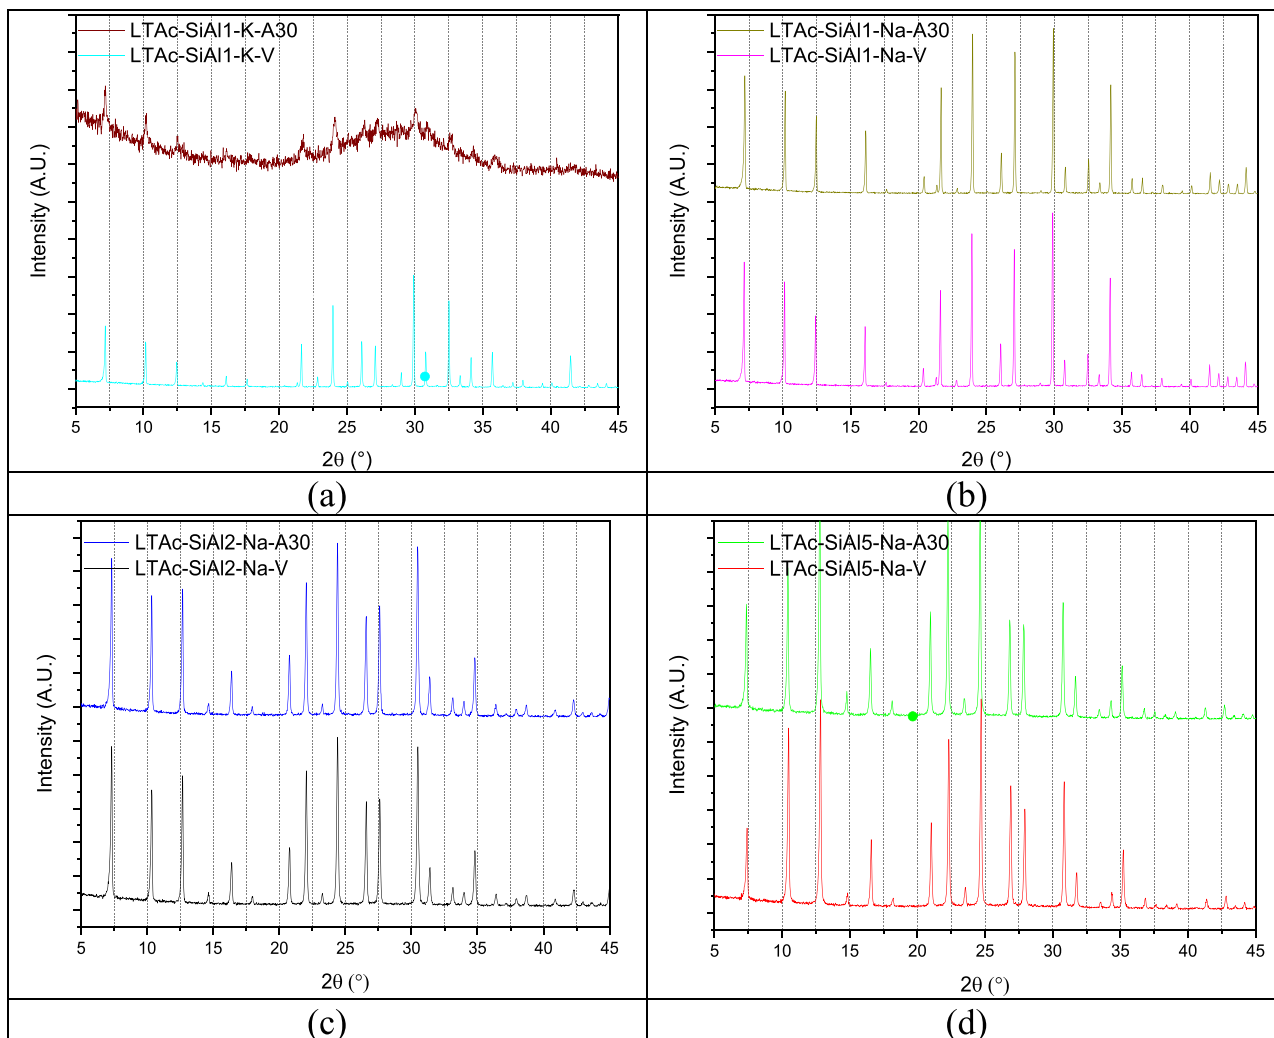 LTAc-SiAl1-K-A30
LTAc-SiAl1-K-V
Intensity (A.U.)
5 10 15 20 25 30 35 40 45
2θ (°)
(a)
LTAc-SiAl1-Na-A30
LTAc-SiAl1-Na-V
Intensity (A.U.)
5 10 15 20 25 30 35 40 45
2θ (°)
(b)
LTAc-SiAl2-Na-A30
LTAc-SiAl2-Na-V
Intensity (A.U.)
5 10 15 20 25 30 35 40 45
2θ (°)
(c)
LTAc-SiAl5-Na-A30
LTAc-SiAl5-Na-V
Intensity (A.U.)
5 10 15 20 25 30 35 40 45
2θ (°)
(d)